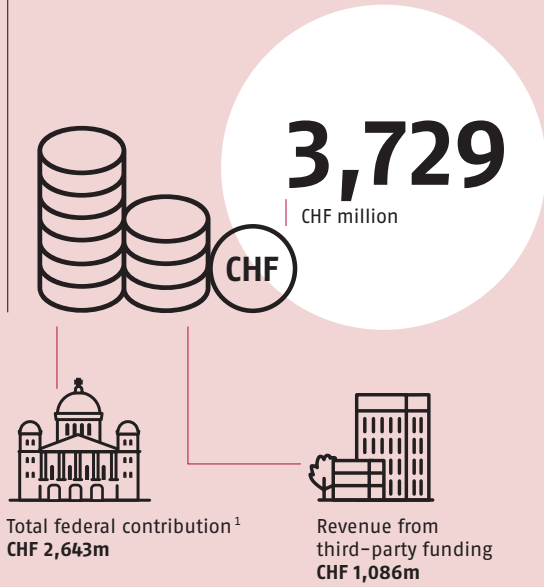 3,729
CHF million
CHF
Total federal contribution¹
CHF 2,643m
Revenue from
third-party funding
CHF 1,086m